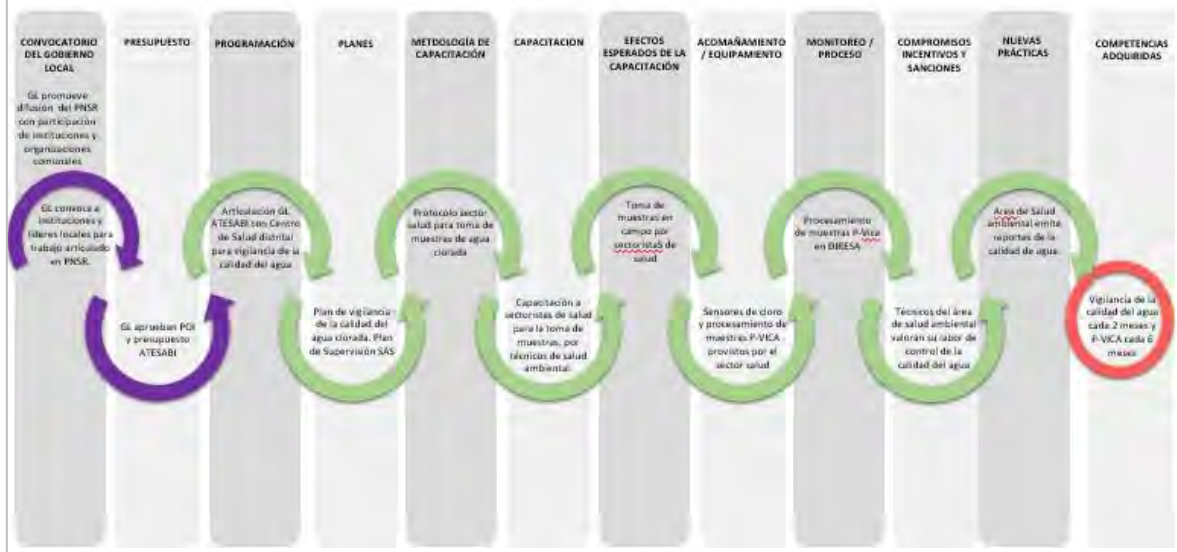 CONVOCATORIO
DEL GOBIERNO
LOCAL
GL promueve
difusión del PNSR
con participación
de instituciones y
organizaciones
comunales
GL convoca a
instituciones y
líderes locales para
trabajo articulado
en PNSR.
PRESUPUESTO
GL aprueban POI
y presupuesto
ATESABI
PROGRAMACIÓN
Articulación GL
ATESABI con Centro
de Salud distrital
para vigilancia de la
calidad del agua
PLANES
Plan de vigilancia
de la calidad del
agua clorada. Plan
de Supervisión SAS
METDOLOGÍA DE
CAPACITACIÓN
Protocolo sector
salud para toma de
muestras de agua
clorada
CAPACITACION
Capacitación a
sectoristas de salud
para la toma de
muestras, por
técnicos de salud
ambiental.
EFECTOS
ESPERADOS DE LA
CAPACITACIÓN
Toma de
muestras en
campo por
sectoristas de
salud
ACOMAÑAMIENTO
/ EQUIPAMIENTO
Sensores de cloro
y procesamiento de
muestras P-VICA
provistos por el
sector salud
MONITOREO /
PROCESO
Procesamiento
de muestras P-Vica
en DIRESA
COMPROMISOS
INCENTIVOS Y
SANCIONES
Técnicos del área
de salud ambiental
valoran su labor de
control de la
calidad del agua
NUEVAS
PRÁCTICAS
Area de Salud
ambiental emite
reportes de la
calidad de agua.
COMPETENCIAS
ADQUIRIDAS
Vigilancia de la
calidad del agua
cada 2 meses y
P-VICA cada 6
meses